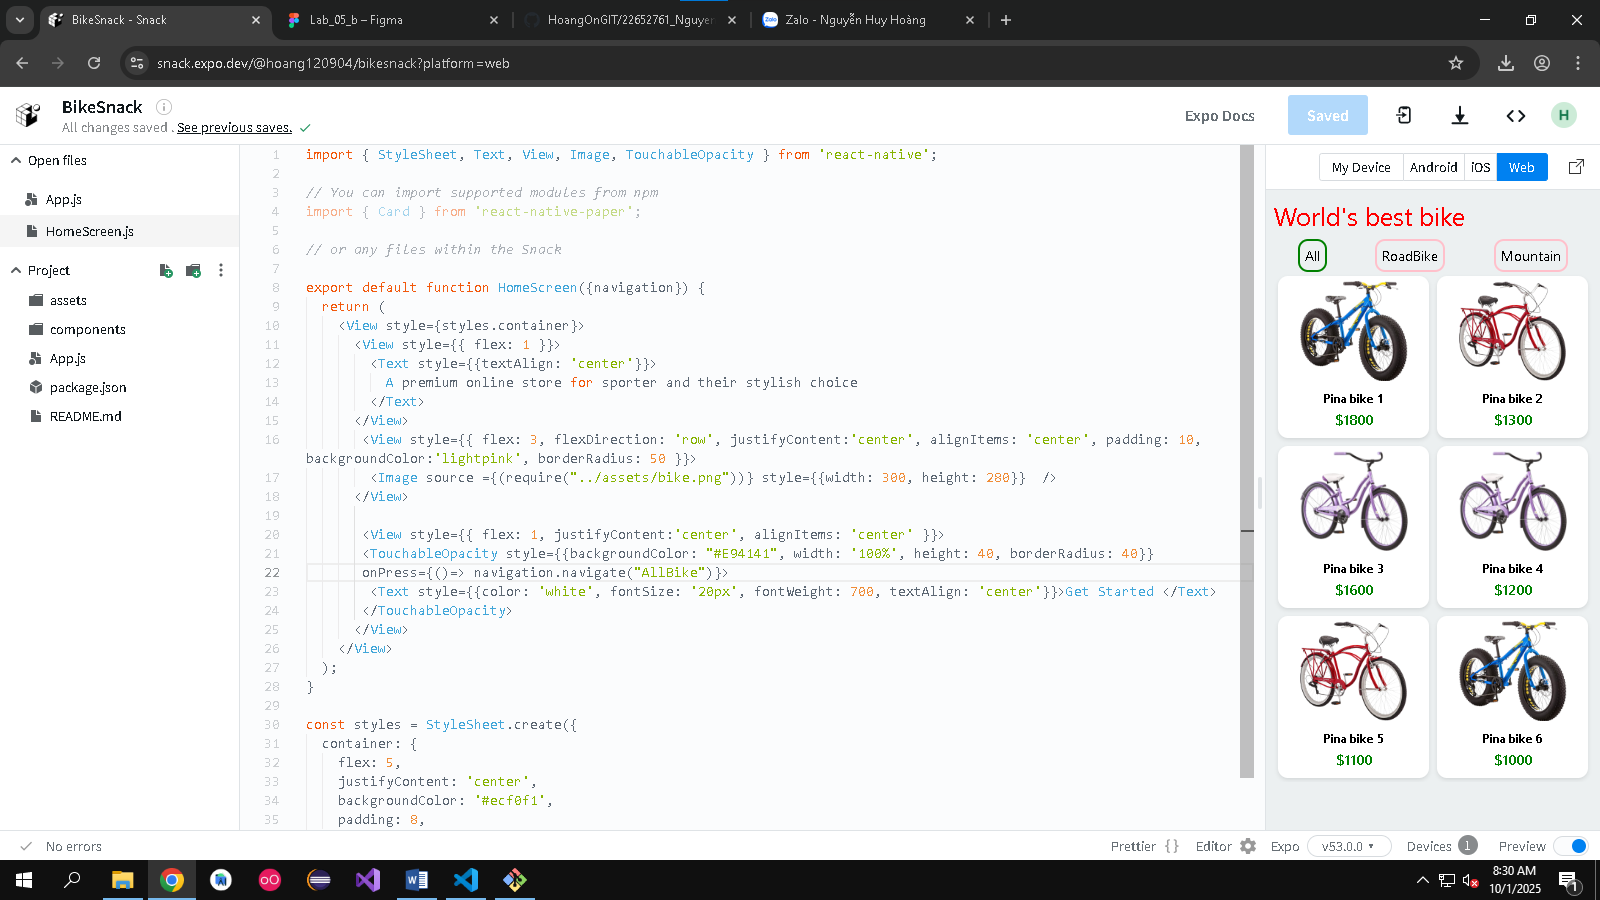 BikeSnack - Snack
Lab_05_b – Figma
HoangOnGIT/22652761_Nguyen
Zalo - Nguyễn Huy Hoàng
snack.expo.dev/@hoang120904/bikesnack?platform=web
BikeSnack
All changes saved . See previous saves.
Expo Docs
Saved
H
Open files
App.js
HomeScreen.js
Project
assets
components
App.js
package.json
README.md
1 import { StyleSheet, Text, View, Image, TouchableOpacity } from 'react-native';
2
3 // You can import supported modules from npm
4 import { Card } from 'react-native-paper';
5
6 // or any files within the Snack
7
8 export default function HomeScreen({navigation}) {
9 return (
10 <View style={styles.container}>
11 <View style={{ flex: 1 }}>
12 <Text style={{textAlign: 'center'}}>
13 A premium online store for sporter and their stylish choice
14 </Text>
15 </View>
16 <View style={{ flex: 3, flexDirection: 'row', justifyContent:'center', alignItems: 'center', padding: 10,
backgroundColor:'lightpink', borderRadius: 50 }}>
17 <Image source ={(require("../assets/bike.png"))} style={{width: 300, height: 280}} />
18 </View>
19
20 <View style={{ flex: 1, justifyContent:'center', alignItems: 'center' }}>
21 <TouchableOpacity style={{backgroundColor: "#E94141", width: '100%', height: 40, borderRadius: 40}}
22 onPress={()=> navigation.navigate("AllBike")}>
23 <Text style={{color: 'white', fontSize: '20px', fontWeight: 700, textAlign: 'center'}}>Get Started </Text>
24 </TouchableOpacity>
25 </View>
26 </View>
27 );
28 }
29
30 const styles = StyleSheet.create({
31 container: {
32 flex: 5,
33 justifyContent: 'center',
34 backgroundColor: '#ecf0f1',
35 padding: 8,
My Device
Android
iOS
Web
World's best bike
All
RoadBike
Mountain
Pina bike 1
$1800
Pina bike 2
$1300
Pina bike 3
$1600
Pina bike 4
$1200
Pina bike 5
$1100
Pina bike 6
$1000
No errors
Prettier { }
Editor
Expo
v53.0.0
Devices 1
Preview
8:30 AM
10/1/2025
1